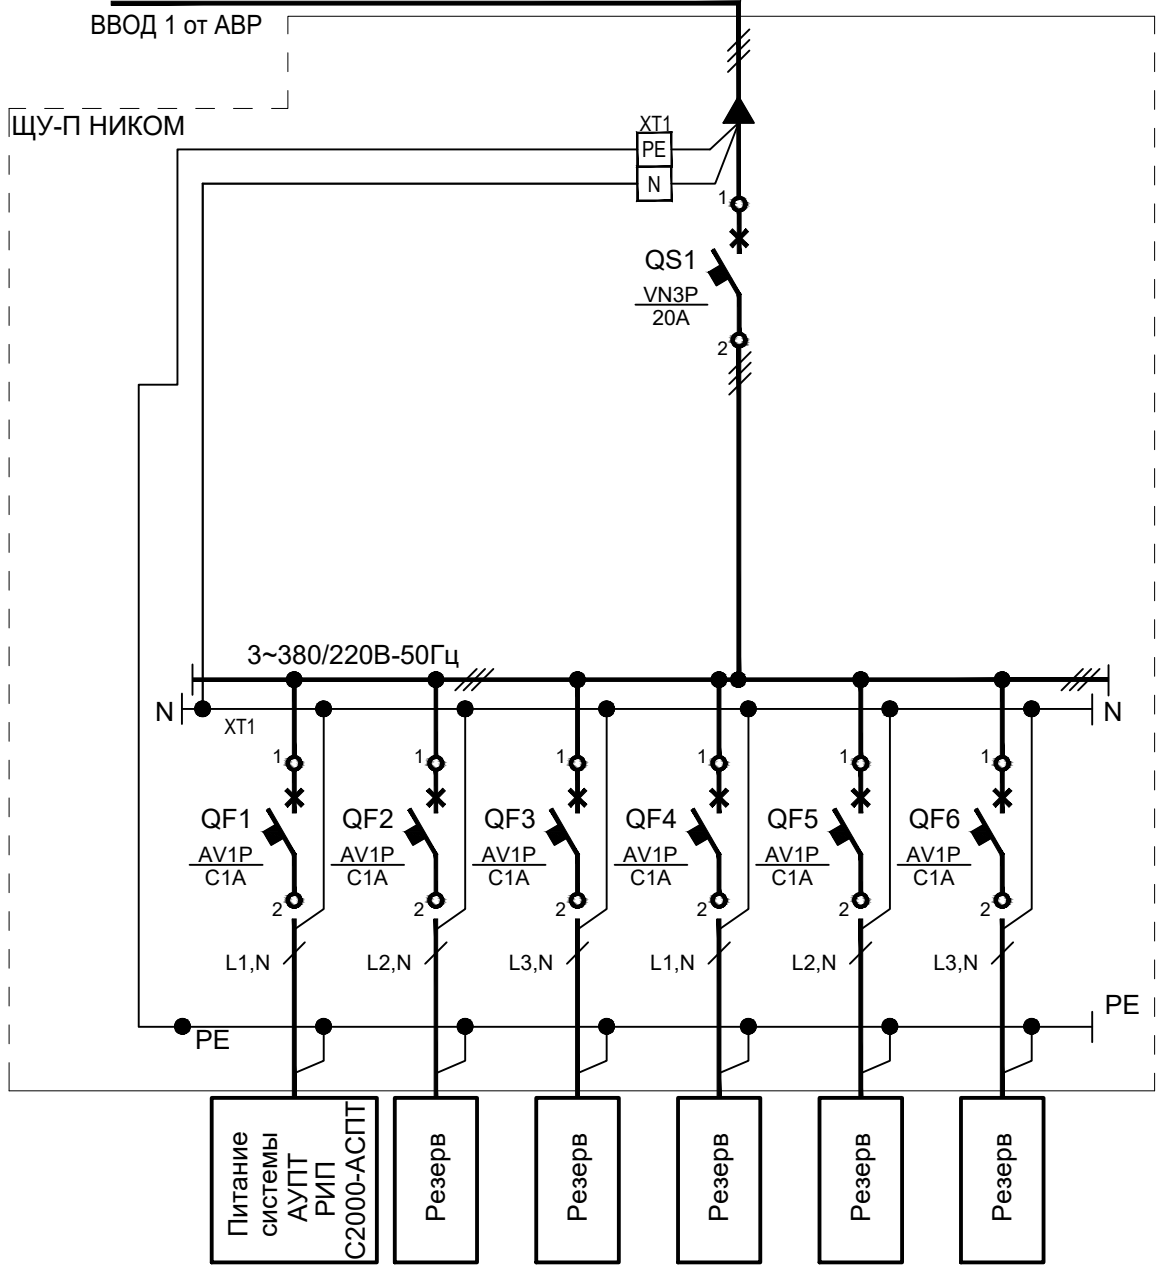 ВВОД 1 от АВР
ЩУ-П НИКОМ
XT1
PE
N
1
QS1
VN3P
20A
2
3~380/220В-50Гц
N
XT1
N
1
1
1
1
1
1
QF1
QF2
QF3
QF4
QF5
QF6
AV1P
AV1P
AV1P
AV1P
AV1P
AV1P
C1A
C1A
C1A
C1A
C1A
C1A
2
2
2
2
2
2
L1,N
L2,N
L3,N
L1,N
L2,N
L3,N
PE
PE
Питание
системы
АУПТ
РИП
С2000-АСПТ
Резерв
Резерв
Резерв
Резерв
Резерв